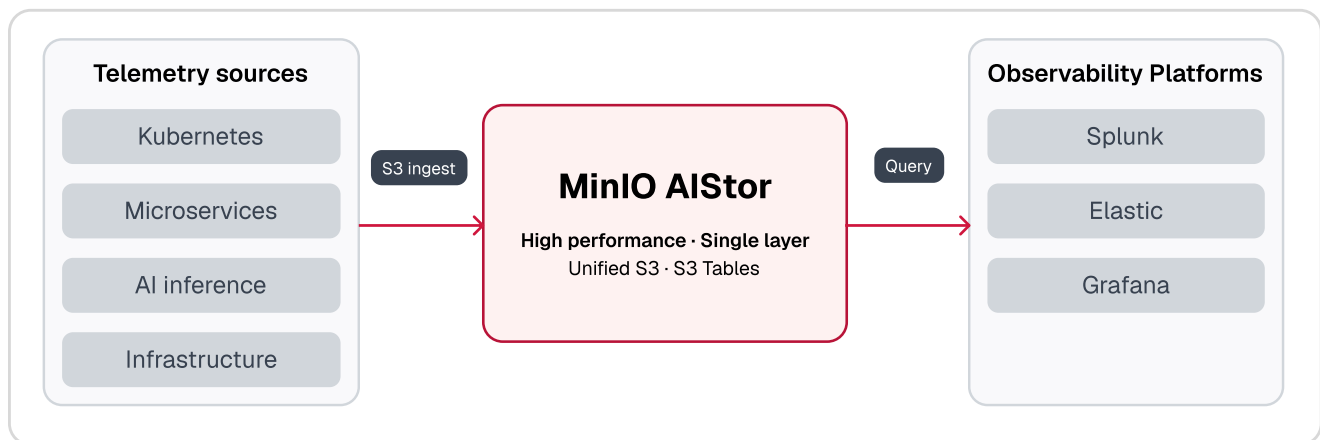 Telemetry sources
Kubernetes
Microservices
AI inference
Infrastructure
S3 ingest
MinIO AIStor
High performance · Single layer
Unified S3 · S3 Tables
Query
Observability Platforms
Splunk
Elastic
Grafana